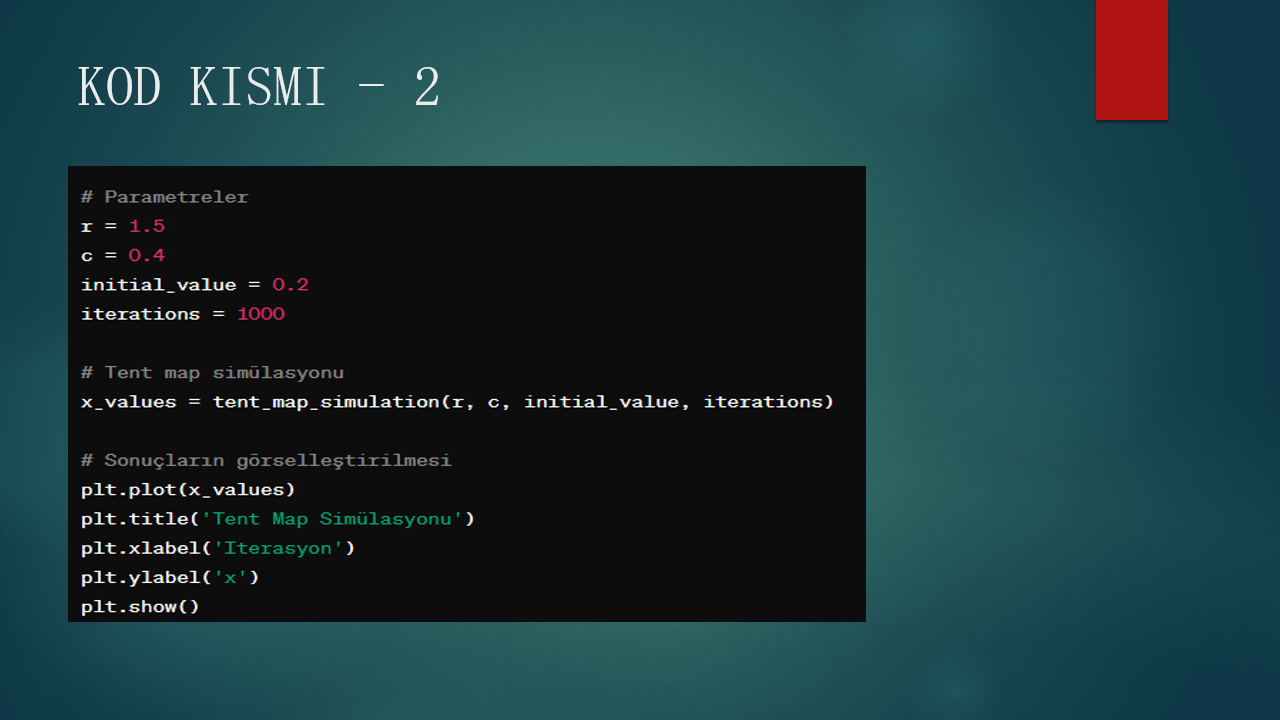 KOD KISMI - 2
# Parametreler
r = 1.5
c = 0.4
initial_value = 0.2
iterations = 1000
# Tent map simülasyonu
x_values = tent_map_simulation(r, c, initial_value, iterations)
# Sonuçların görselleştirilmesi
plt.plot(x_values)
plt.title('Tent Map Simülasyonu')
plt.xlabel('Iterasyon')
plt.ylabel('x')
plt.show()